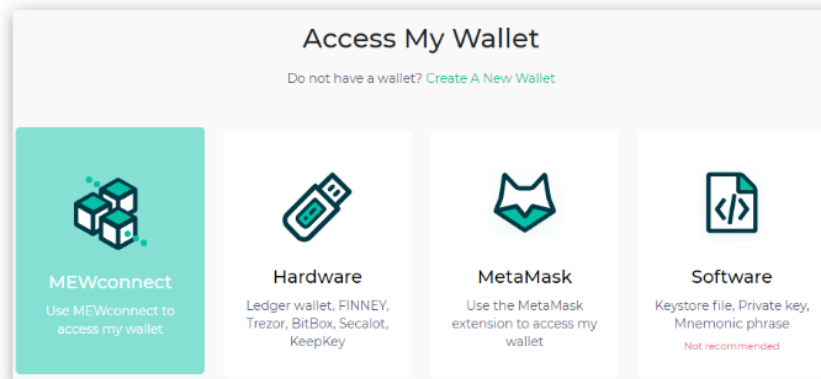 Access My Wallet
Do not have a wallet? Create A New Wallet
MEWconnect
Use MEWconnect to
access my wallet
Hardware
Ledger wallet, FINNEY,
Trezor, BitBox, Secalot,
KeepKey
MetaMask
Use the MetaMask
extension to access my
wallet
Software
Keystore file, Private key,
Mnemonic phrase
Not recommended